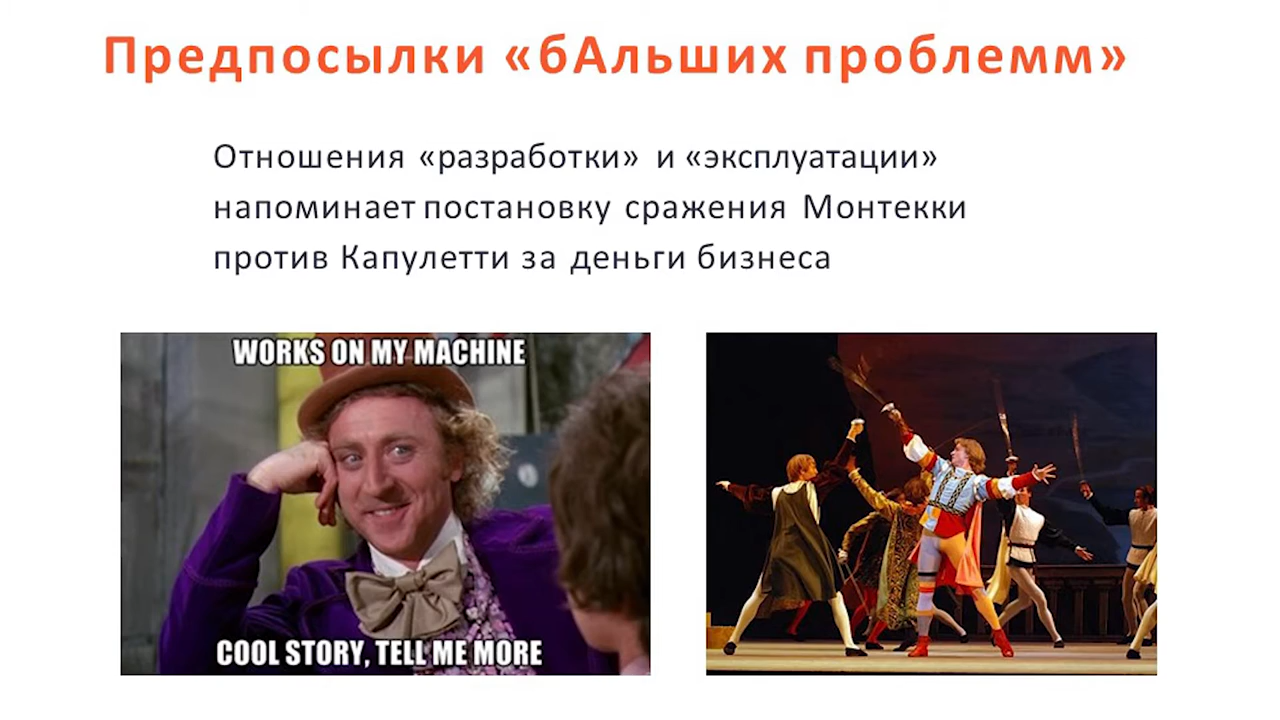 Предпосылки «бАльших проблемм»
Отношения «разработки» и «эксплуатации»
напоминает постановку сражения Монтекки
против Капулетти за деньги бизнеса
WORKS ON MY MACHINE
COOL STORY, TELL ME MORE